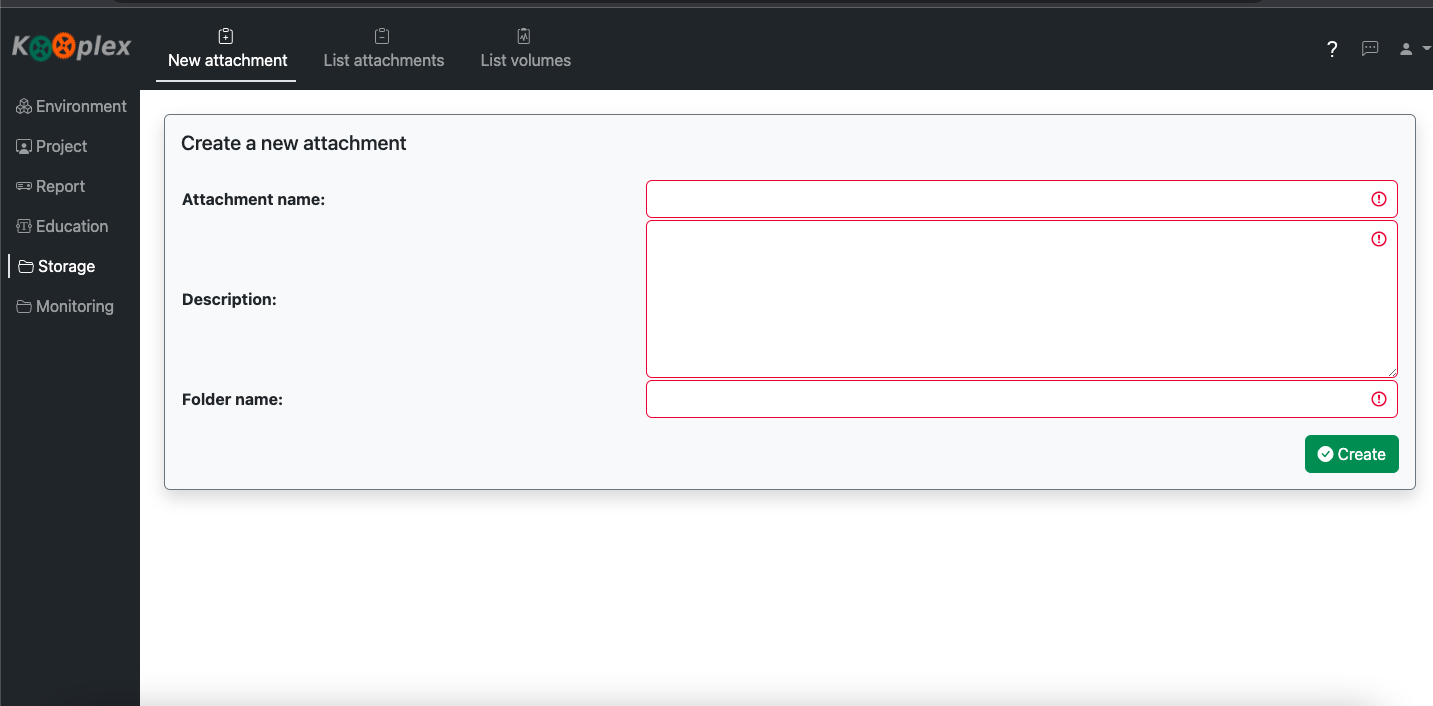 Kooplex
New attachment
List attachments
List volumes
?
Environment
Project
Report
Education
Storage
Monitoring
Create a new attachment
Attachment name:
Description:
Folder name:
Create